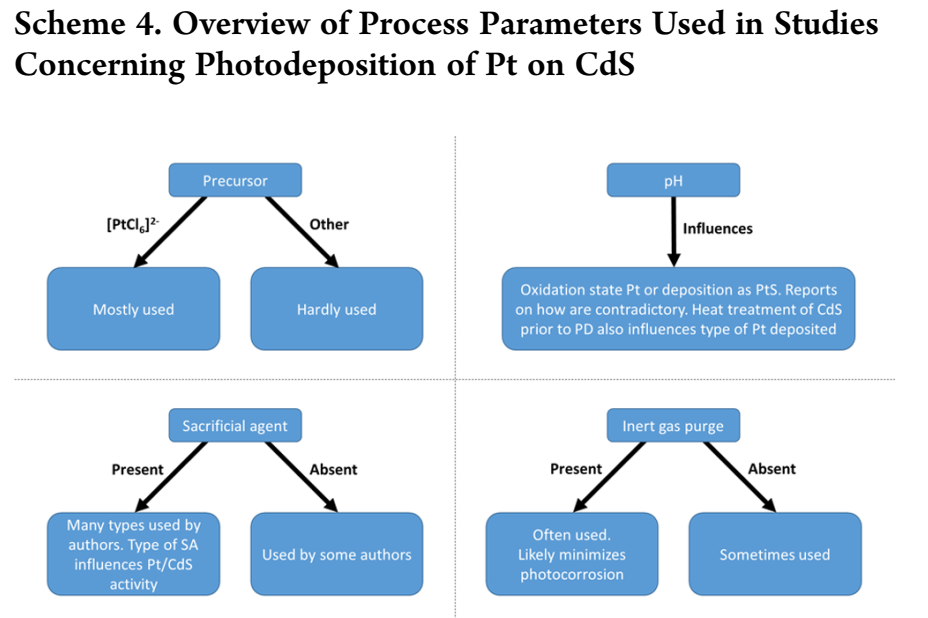 Scheme 4. Overview of Process Parameters Used in Studies
Concerning Photodeposition of Pt on CdS
Precursor
[PtCl₆]²⁻
Other
Mostly used
Hardly used
pH
Influences
Oxidation state Pt or deposition as PtS. Reports
on how are contradictory. Heat treatment of CdS
prior to PD also influences type of Pt deposited
Sacrificial agent
Present
Absent
Many types used by
authors. Type of SA
influences Pt/CdS
activity
Used by some authors
Inert gas purge
Present
Absent
Often used.
Likely minimizes
photocorrosion
Sometimes used